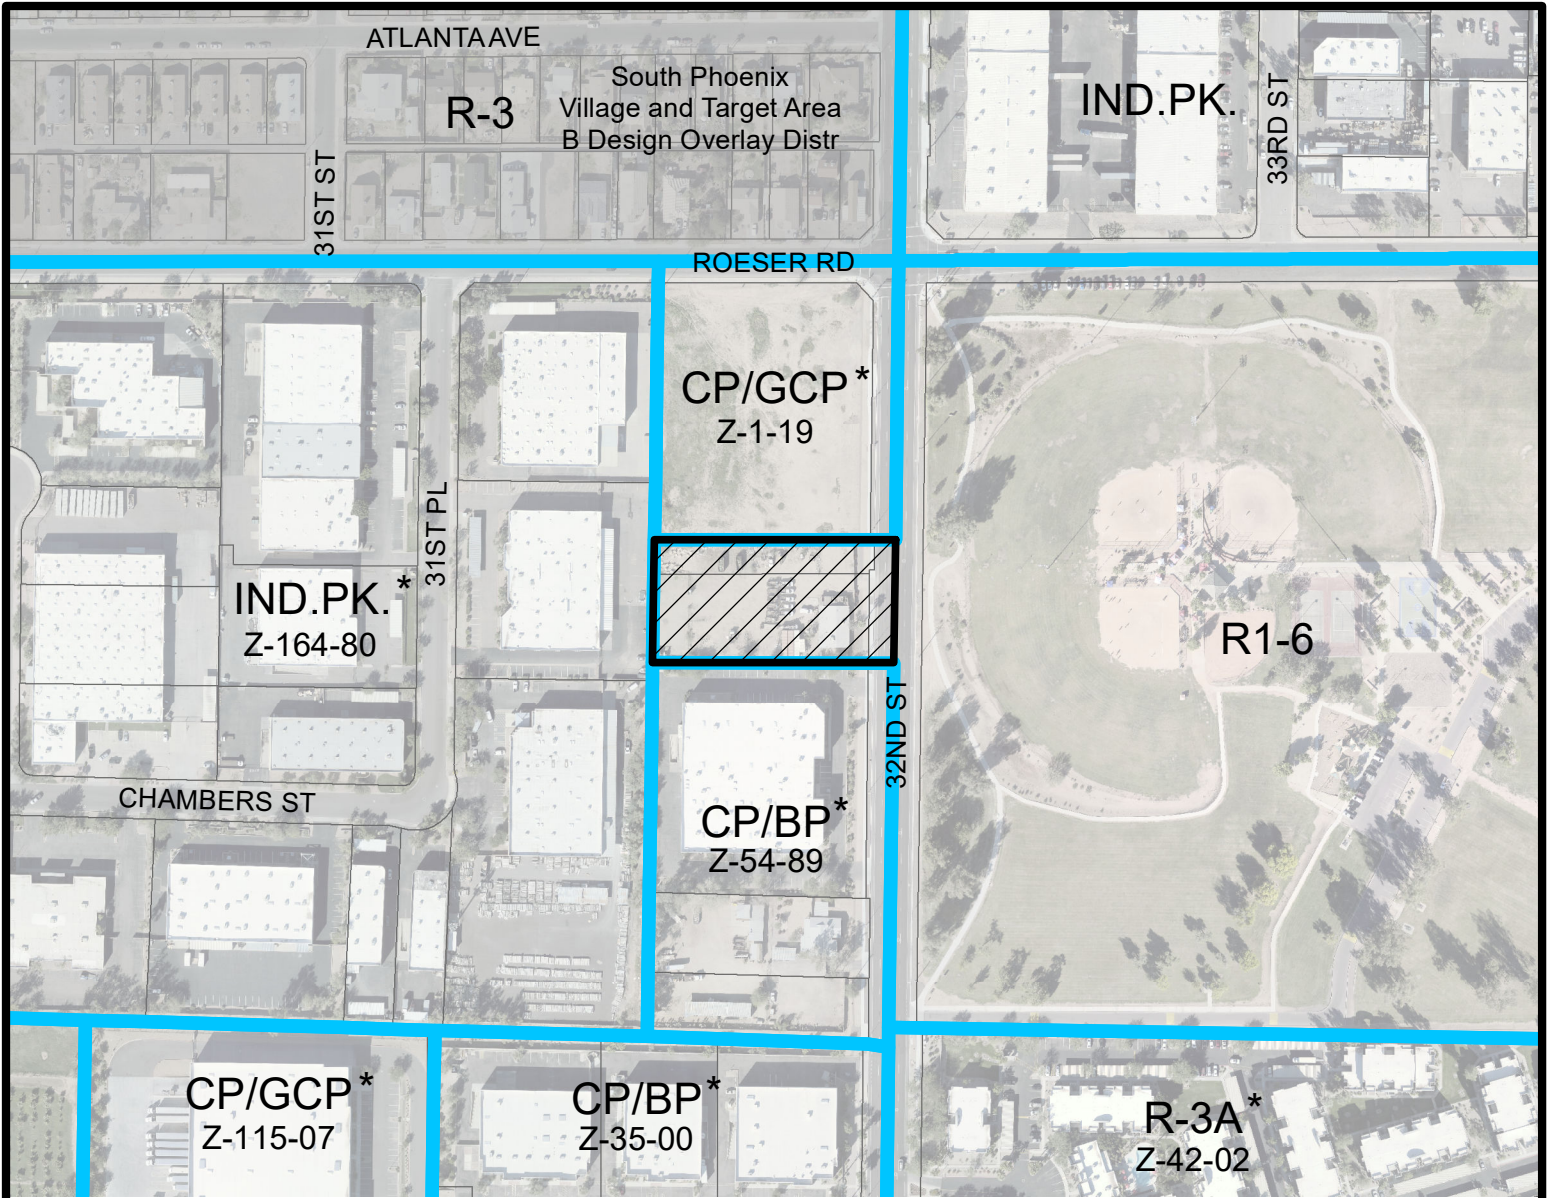 ATLANTA AVE
South Phoenix
Village and Target Area
B Design Overlay Distr
R-3
IND.PK.
33RD ST
31ST ST
ROESER RD
CP/GCP*
Z-1-19
31ST PL
IND.PK.*
Z-164-80
R1-6
32ND ST
CHAMBERS ST
CP/BP*
Z-54-89
CP/GCP*
Z-115-07
CP/BP*
Z-35-00
R-3A*
Z-42-02